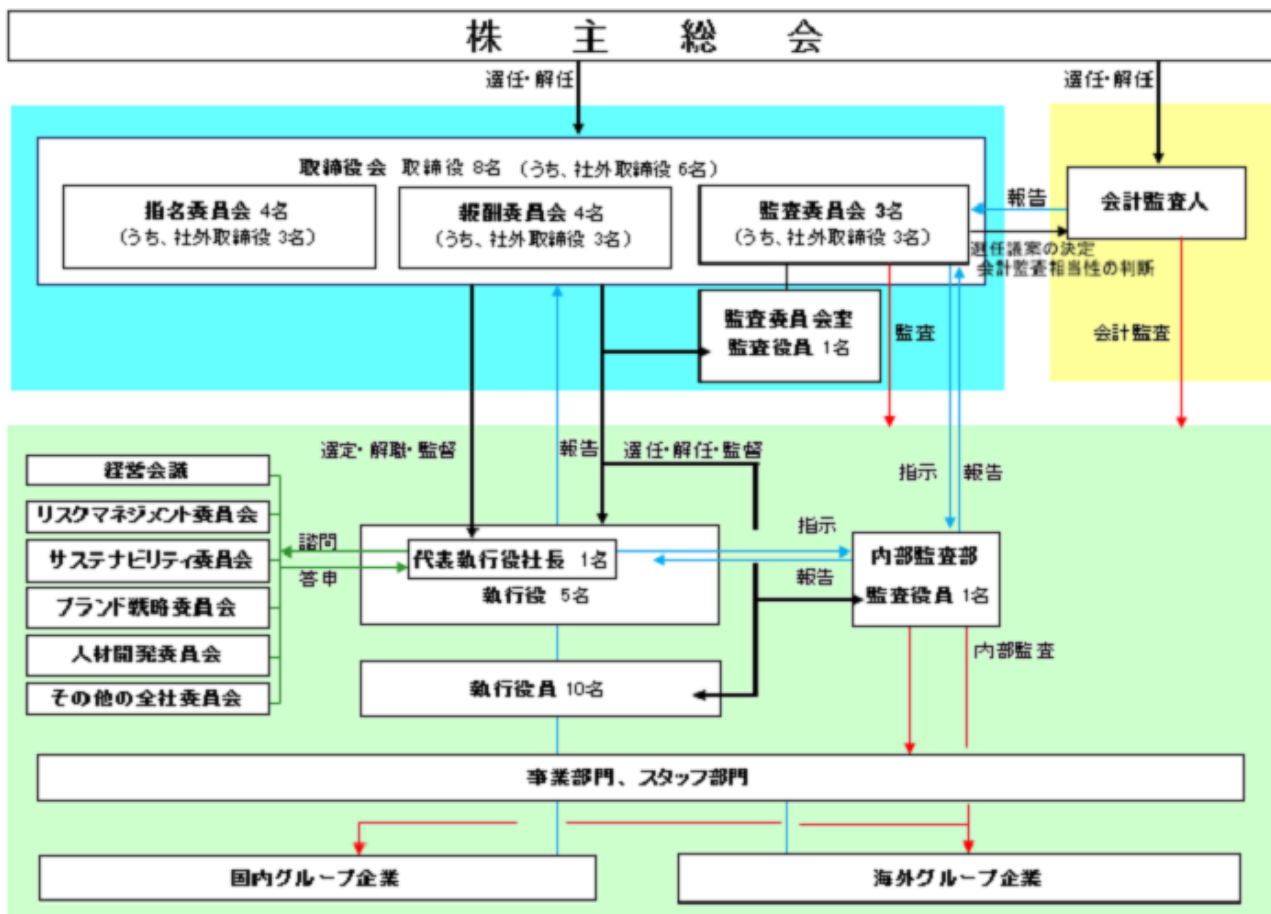 株主総会
選任・解任
選任・解任
取締役会 取締役 8名 (うち、社外取締役 6名)
指名委員会 4名
(うち、社外取締役 3名)
報酬委員会 4名
(うち、社外取締役 3名)
監査委員会 3名
(うち、社外取締役 3名)
報告
会計監査人
選任議案の決定
会計監査相当性の判断
監査委員会室
監査役員 1名
監査
会計監査
選定・解職・監督
報告
選任・解任・監督
指示
報告
経営会議
リスクマネジメント委員会
サステナビリティ委員会
ブランド戦略委員会
人材開発委員会
その他の全社委員会
諮問
答申
代表執行役社長 1名
執行役 5名
指示
報告
内部監査部
監査役員 1名
内部監査
執行役員 10名
事業部門、スタッフ部門
国内グループ企業
海外グループ企業